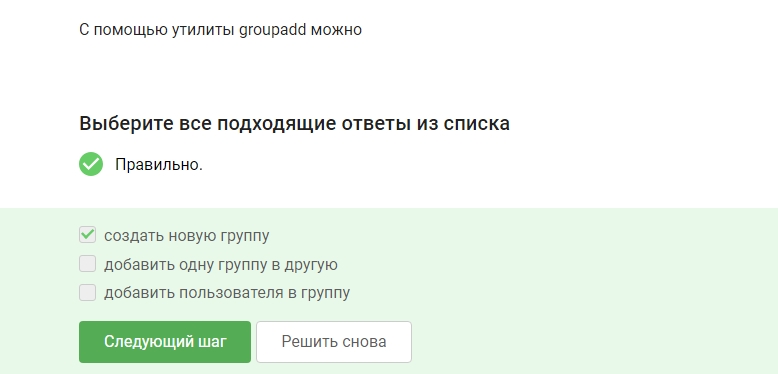 С помощью утилиты groupadd можно
Выберите все подходящие ответы из списка
Правильно.
создать новую группу
добавить одну группу в другую
добавить пользователя в группу
Следующий шаг
Решить снова